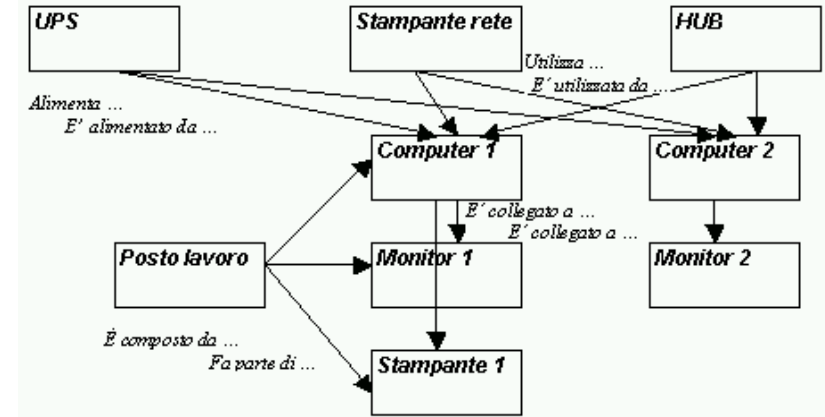 UPS
Stampante rete
HUB
Utilizza ...
E´ utilizzata da ...
Alimenta ...
E’ alimentato da ...
Computer 1
Computer 2
E´ collegato a ...
E´ collegato a ...
Posto lavoro
Monitor 1
Monitor 2
È composto da ...
Fa parte di ...
Stampante 1